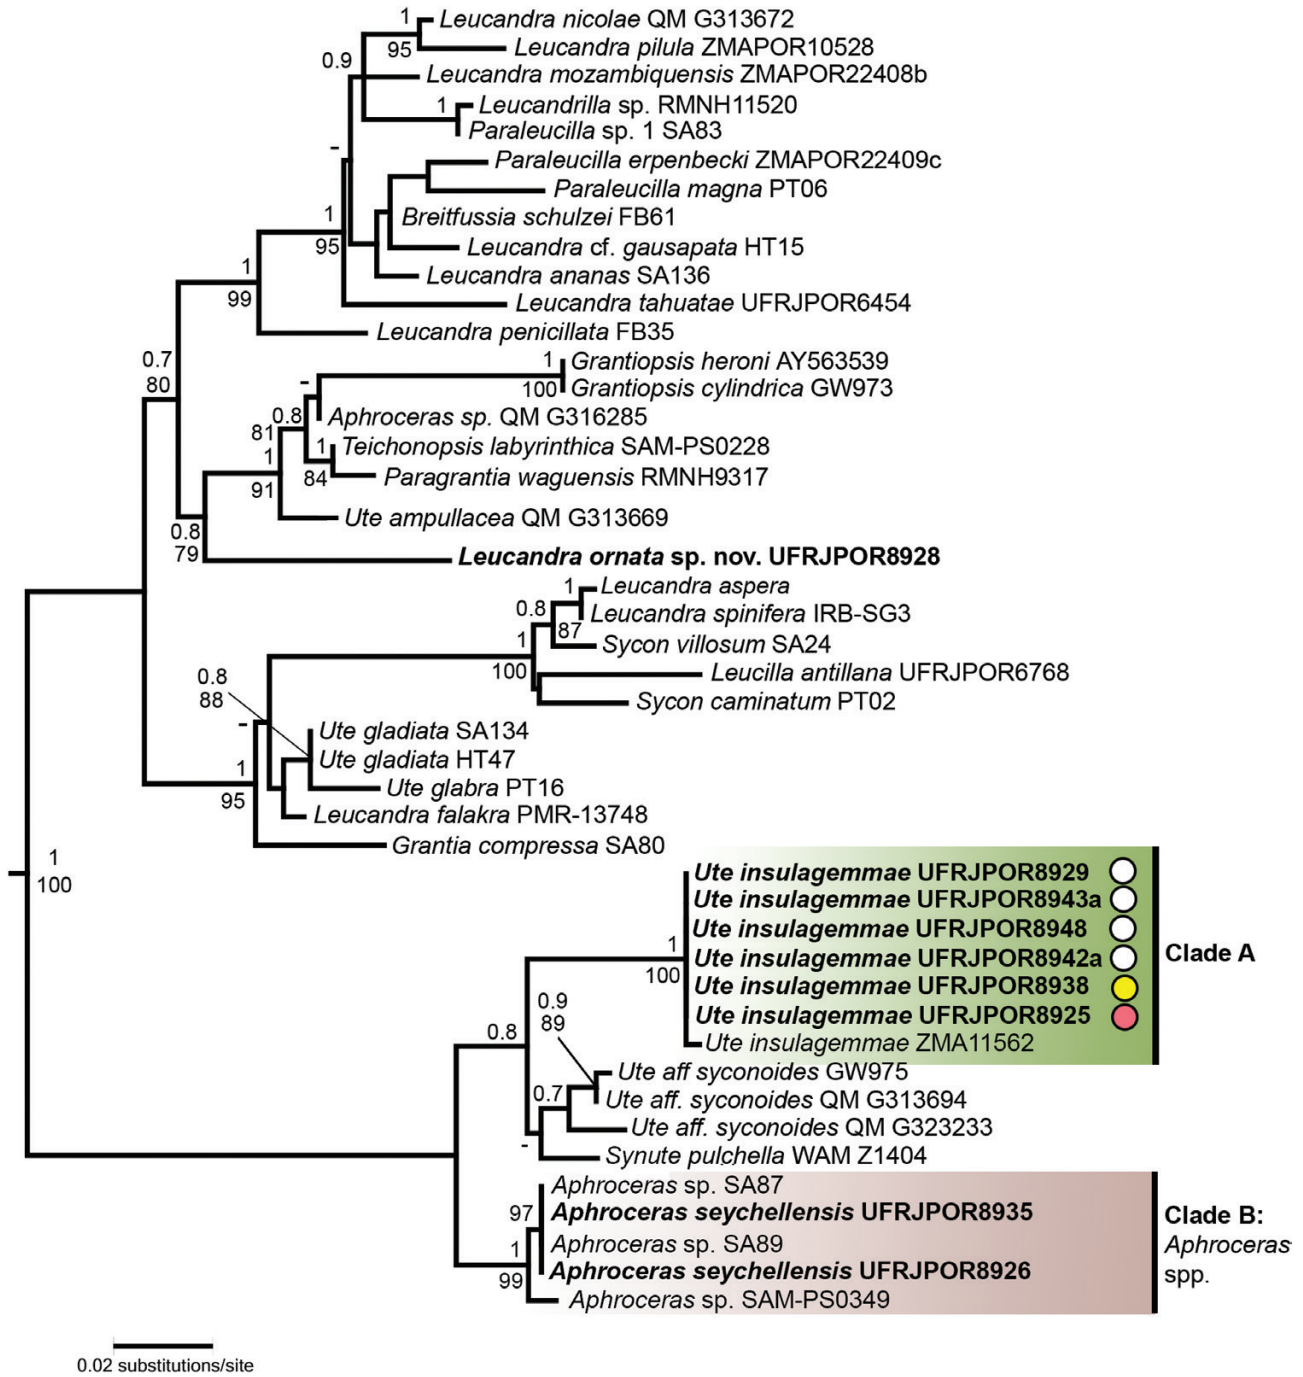 1
Leucandra nicolae QM G313672
95
Leucandra pilula ZMAPOR10528
0.9
Leucandra mozambiquensis ZMAPOR22408b
1
Leucandrilla sp. RMNH11520
Paraleucilla sp. 1 SA83
-
Paraleucilla erpenbecki ZMAPOR22409c
Paraleucilla magna PT06
1
95
Breitfussia schulzei FB61
Leucandra cf. gausapata HT15
1
99
Leucandra ananas SA136
Leucandra tahuatae UFRJPOR6454
Leucandra penicillata FB35
0.7
80
1
100
Grantiopsis heroni AY563539
Grantiopsis cylindrica GW973
-
0.8
81
Aphroceras sp. QM G316285
1
84
Teichonopsis labyrinthica SAM-PS0228
Paragrantia waguensis RMNH9317
1
91
Ute ampullacea QM G313669
0.8
79
Leucandra ornata sp. nov. UFRJPOR8928
1
Leucandra aspera
0.8
87
Leucandra spinifera IRB-SG3
Sycon villosum SA24
1
100
Leucilla antillana UFRJPOR6768
Sycon caminatum PT02
0.8
88
-
Ute gladiata SA134
Ute gladiata HT47
1
95
Ute glabra PT16
Leucandra falakra PMR-13748
Grantia compressa SA80
1
100
Ute insulagemmae UFRJPOR8929
Ute insulagemmae UFRJPOR8943a
Ute insulagemmae UFRJPOR8948
1
100
Ute insulagemmae UFRJPOR8942a
Clade A
Ute insulagemmae UFRJPOR8938
Ute insulagemmae UFRJPOR8925
Ute insulagemmae ZMA11562
0.8
0.9
89
Ute aff syconoides GW975
0.7
Ute aff. syconoides QM G313694
Ute aff. syconoides QM G323233
-
Synute pulchella WAM Z1404
Aphroceras sp. SA87
97
Aphroceras seychellensis UFRJPOR8935
Aphroceras sp. SA89
1
99
Aphroceras seychellensis UFRJPOR8926
Aphroceras sp. SAM-PS0349
Clade B:
Aphroceras
spp.
0.02 substitutions/site